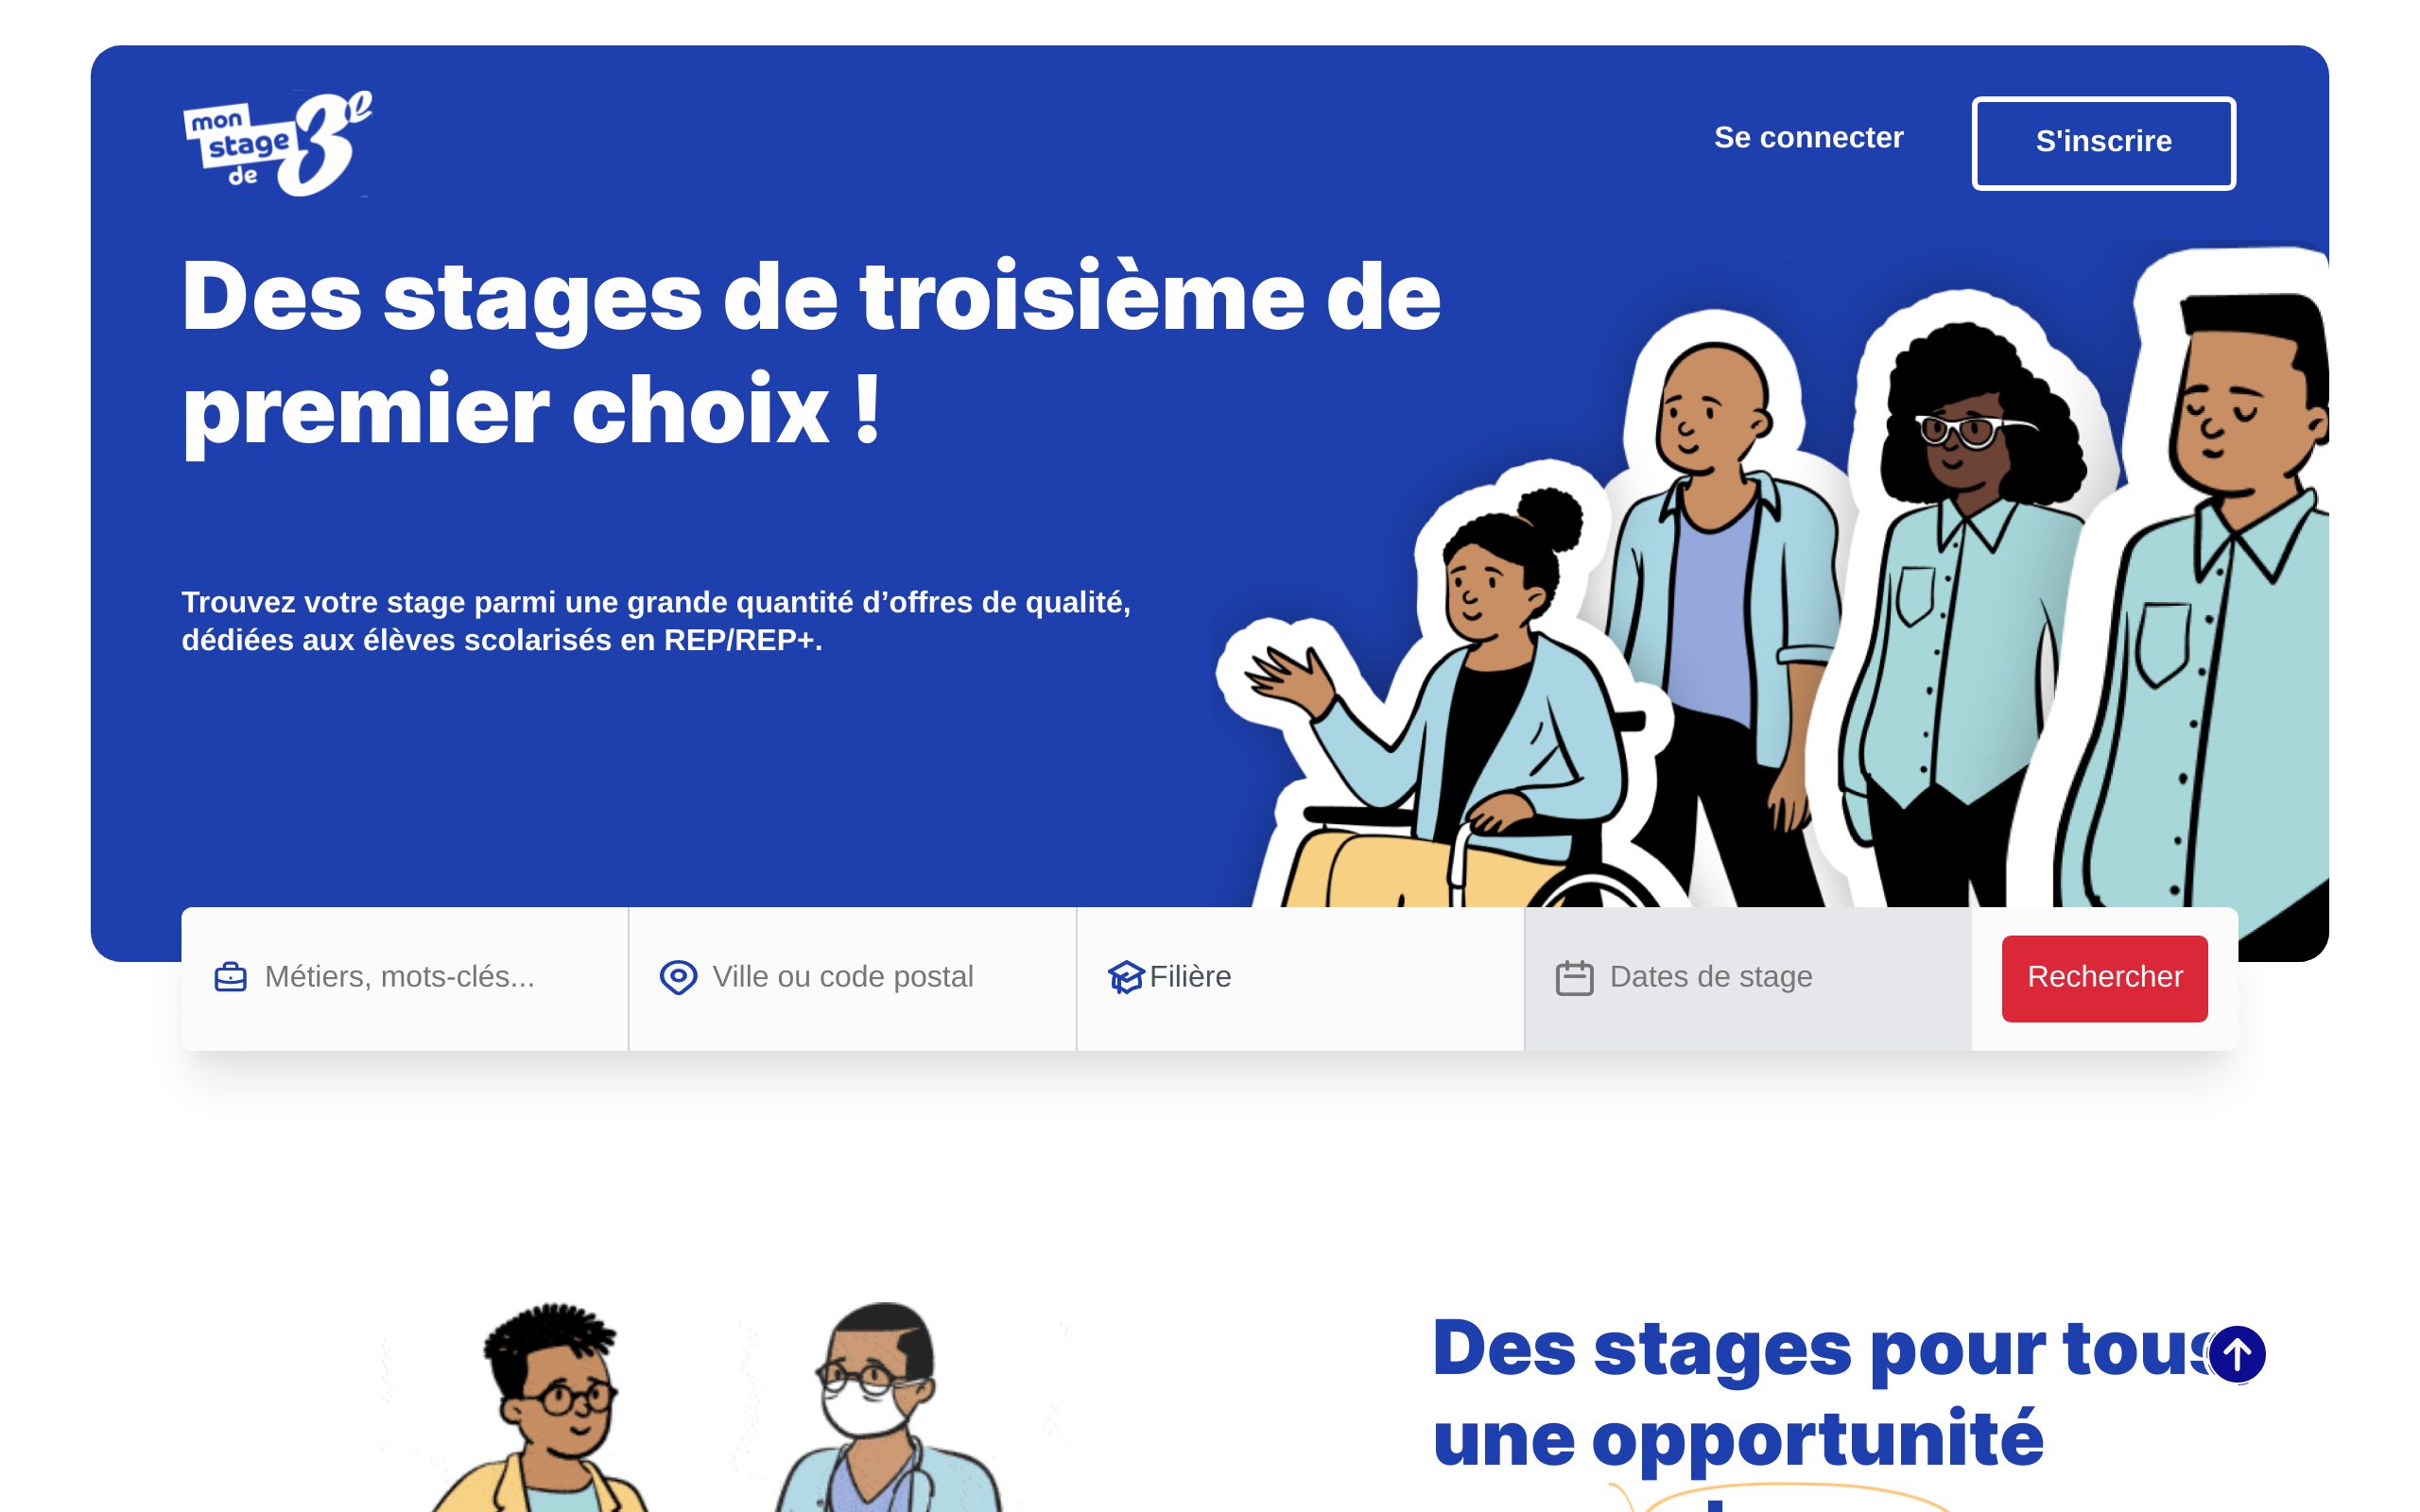 mon
stage
de 3e
Se connecter
S'inscrire
Des stages de troisième de
premier choix !
Trouvez votre stage parmi une grande quantité d’offres de qualité,
dédiées aux élèves scolarisés en REP/REP+.
Métiers, mots-clés...
Ville ou code postal
Filière
Dates de stage
Rechercher
Des stages pour tous
une opportunité